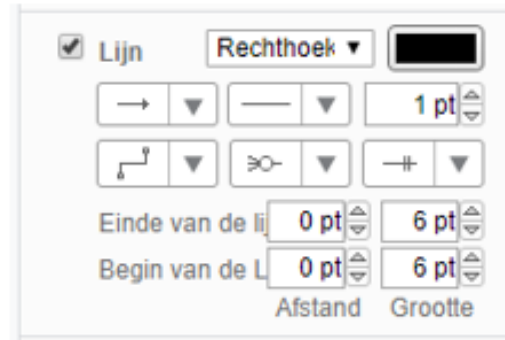 Lijn Rechthoek
1 pt
Einde van de lij 0 pt 6 pt
Begin van de L 0 pt 6 pt
Afstand Grootte